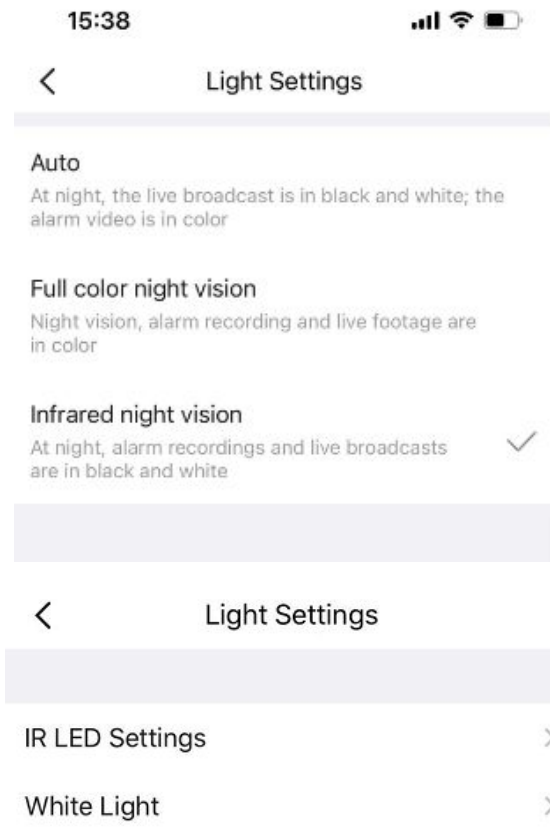 15:38
Light Settings
Auto
At night, the live broadcast is in black and white; the
alarm video is in color
Full color night vision
Night vision, alarm recording and live footage are
in color
Infrared night vision
At night, alarm recordings and live broadcasts
are in black and white
Light Settings
IR LED Settings
White Light